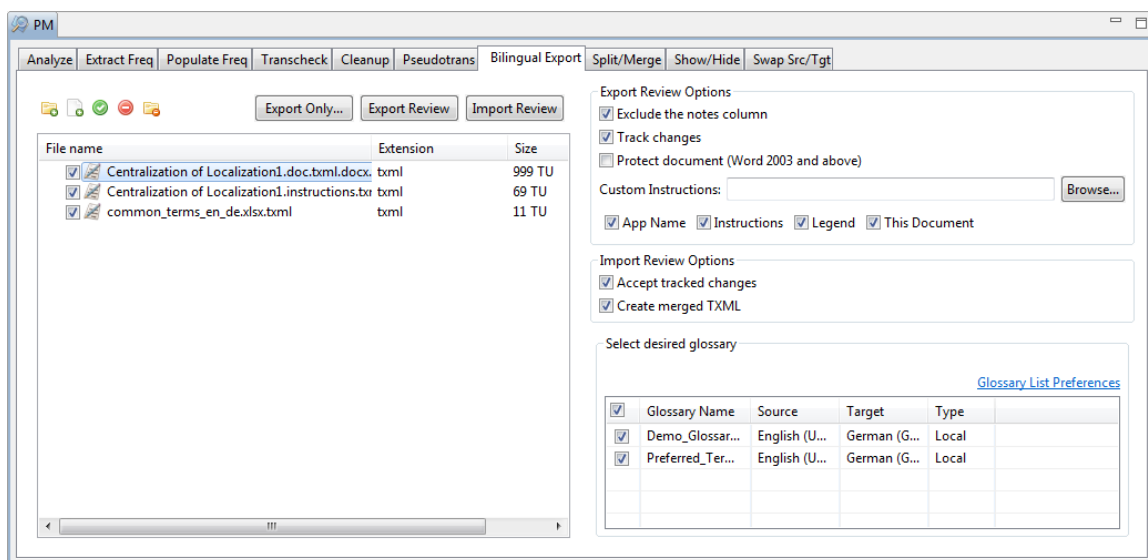 PM
Analyze Extract Freq Populate Freq Transcheck Cleanup Pseudotrans Bilingual Export Split/Merge Show/Hide Swap Src/Tgt
Export Only... Export Review Import Review
File name Extension Size
Centralization of Localization1.doc.txml.docx. txml 999 TU
Centralization of Localization1.instructions.txr txml 69 TU
common_terms_en_de.xlsx.txml txml 11 TU
Export Review Options
Exclude the notes column
Track changes
Protect document (Word 2003 and above)
Custom Instructions: Browse...
App Name Instructions Legend This Document
Import Review Options
Accept tracked changes
Create merged TXML
Select desired glossary
Glossary List Preferences
Glossary Name Source Target Type
Demo_Glossar... English (U... German (G... Local
Preferred_Ter... English (U... German (G... Local